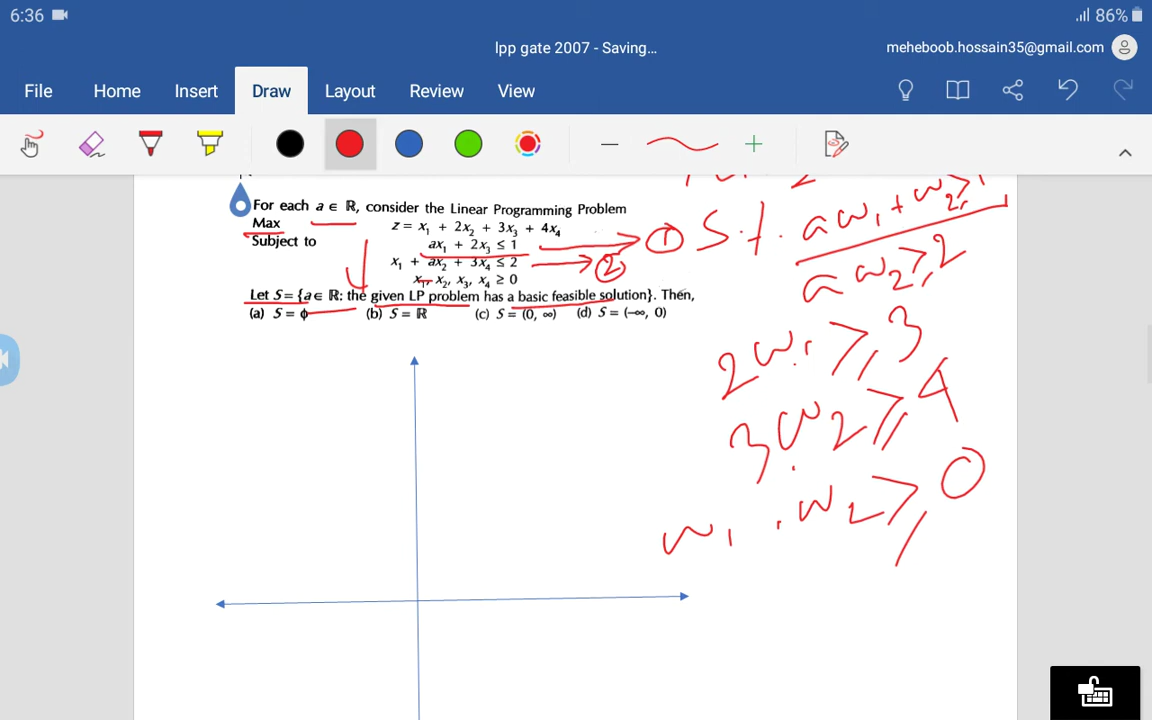 6:36 86%
lpp gate 2007 - Saving... meheboob.hossain35@gmail.com
File Home Insert Draw Layout Review View
For each a ∈ ℝ, consider the Linear Programming Problem
Max z = x₁ + 2x₂ + 3x₃ + 4x₄
Subject to ax₁ + 2x₃ ≤ 1
x₁ + ax₂ + 3x₄ ≤ 2
x₁, x₂, x₃, x₄ ≥ 0
Let S = {a ∈ ℝ: the given LP problem has a basic feasible solution}. Then,
(a) S = ϕ (b) S = ℝ (c) S = (0, ∞) (d) S = (-∞, 0)
① S.t. aw₁ + w₂ ≥ 1
② aw₂ ≥ 2
2w₁ ≥ 3
3w₂ ≥ 4
w₁, w₂ ≥ 0